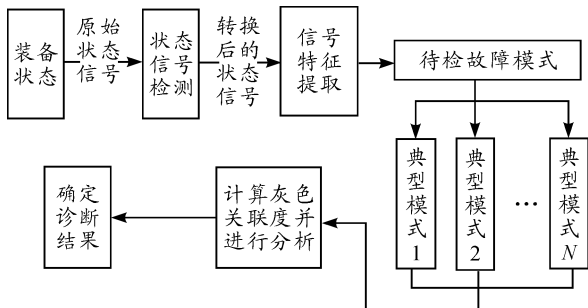 装备
状态
原始
状态
信号
状态
信号
检测
转换
后的
状态
信号
信号
特征
提取
待检故障模式
典型模式1
典型模式2
…
典型模式N
计算灰色
关联度并
进行分析
确定
诊断
结果